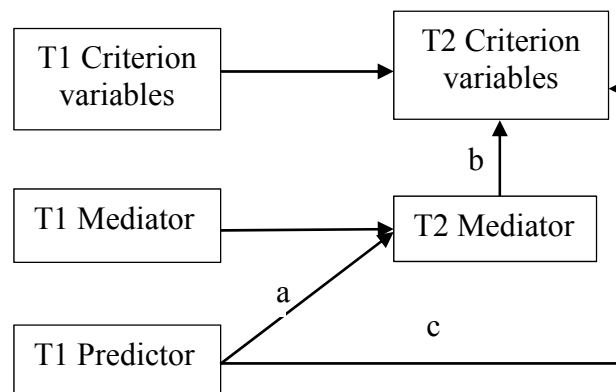 T1 Criterion
variables
T2 Criterion
variables
b
T1 Mediator
T2 Mediator
a
c
T1 Predictor